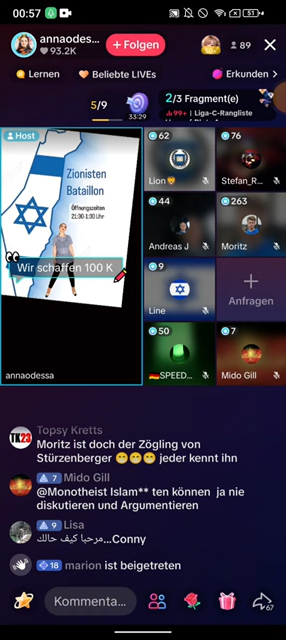 00:57
51
annaodes...
93.2K
+ Folgen
89
Lernen
Beliebte LIVEs
Erkunden
5/9
33:29
2/3 Fragment(e)
99+ | Liga-C-Rangliste
Host
Zionisten
Bataillon
Öffnungszeiten
21:00-1:00 Uhr
Wir schaffen 100 K
annaodessa
62
Lion🦁
76
Stefan_R...
44
Andreas J
263
Moritz
9
Line
Anfragen
50
🇩🇪SPEED...
7
Mido Gill
Topsy Kretts
TK23
Moritz ist doch der Zögling von
Stürzenberger 😁😁😁 jeder kennt ihn
7 Mido Gill
@Monotheist Islam** ten können ja nie
diskutieren und Argumentieren
9 Lisa
مرحبا كيف حالك...Conny
18 marion ist beigetreten
Kommenta...
67